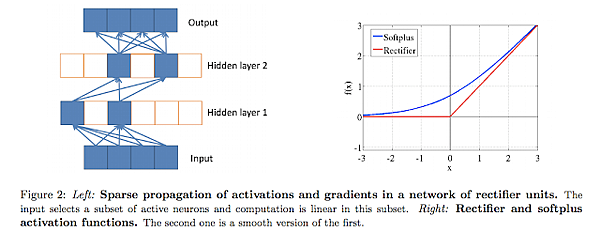 Output
Hidden layer 2
Hidden layer 1
Input
Softplus
Rectifier
f(x)
3
2
1
0
-1
-3 -2 -1 0 1 2 3
x
Figure 2: Left: Sparse propagation of activations and gradients in a network of rectifier units. The
input selects a subset of active neurons and computation is linear in this subset. Right: Rectifier and softplus
activation functions. The second one is a smooth version of the first.